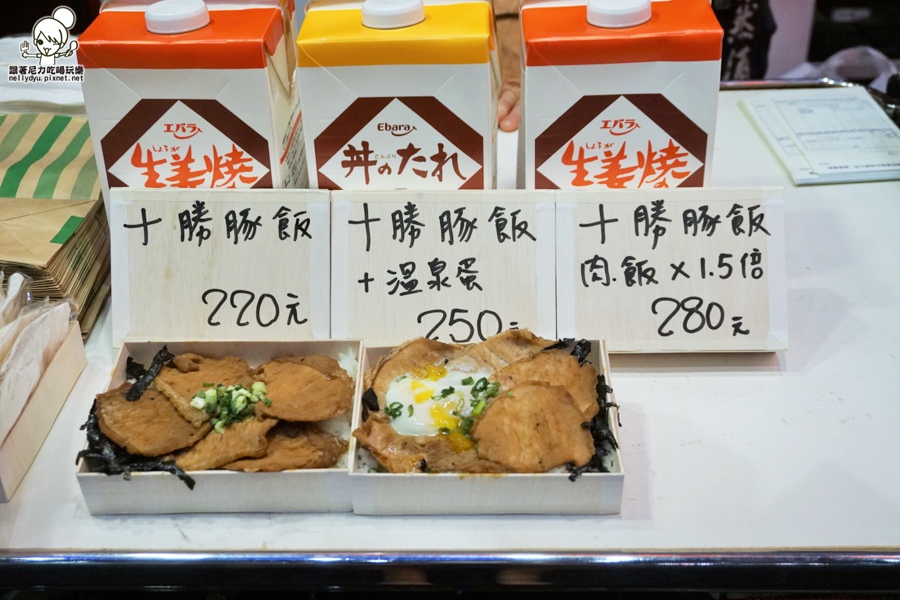 跟著尼力吃喝玩樂
nellydyu.pixnet.net
エバラ
しょうが
生姜焼
Ebara
どんぶり
丼のたれ
エバラ
しょうが
生姜焼の
十勝豚飯
220元
十勝豚飯
+溫泉蛋
250元
十勝豚飯
肉.飯×1.5倍
280元